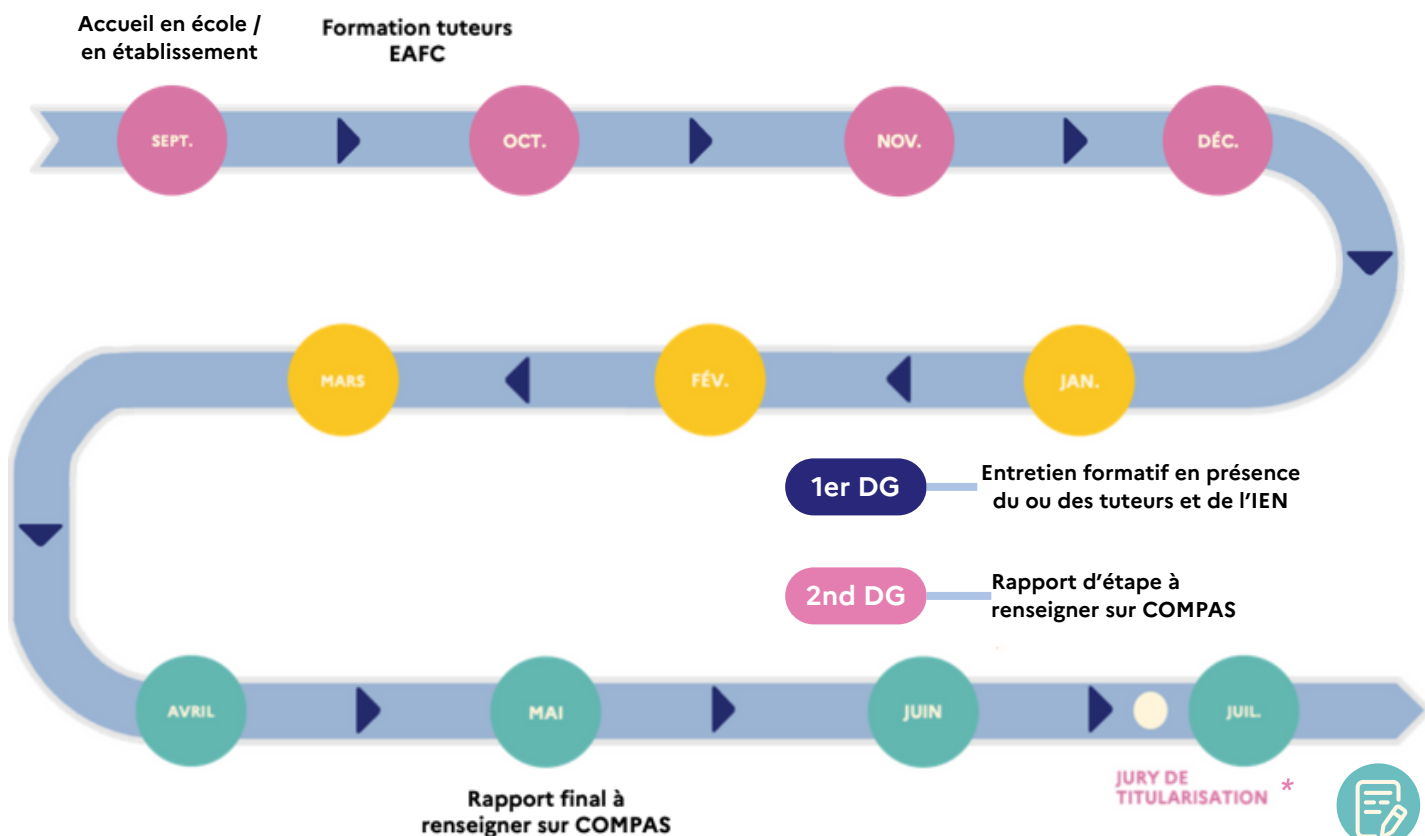 Accueil en école /
en établissement
Formation tuteurs
EAFC
SEPT.
OCT.
NOV.
DÉC.
MARS
FÉV.
JAN.
1er DG
Entretien formatif en présence
du ou des tuteurs et de l'IEN
2nd DG
Rapport d'étape à
renseigner sur COMPAS
AVRIL
MAI
JUIN
JUIL.
JURY DE
TITULARISATION *
Rapport final à
renseigner sur COMPAS